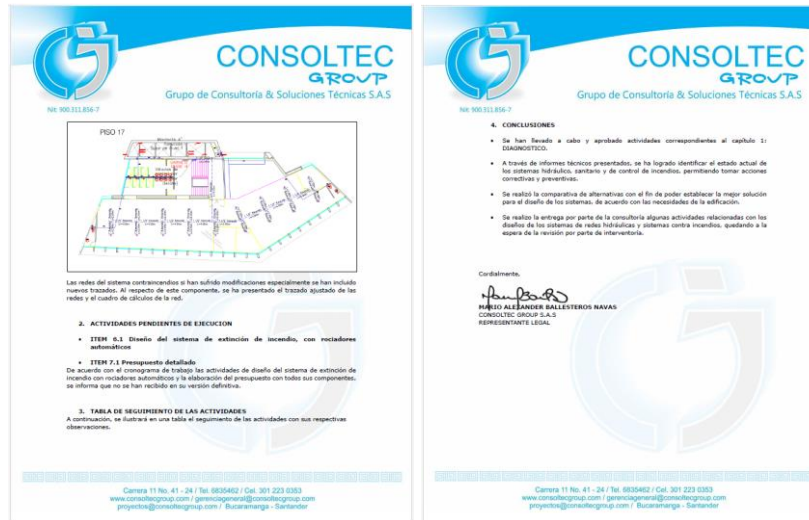 CONSOLTEC
GROUP
Grupo de Consultoría & Soluciones Técnicas S.A.S
Nit: 900.311.856-7
PISO 17
Las redes del sistema contraincendios si han sufrido modificaciones especialmente se han incluido
nuevos trazados. Al respecto de este componente, se ha presentado el trazado ajustado de las
redes y el cuadro de cálculos de la red.
2. ACTIVIDADES PENDIENTES DE EJECUCION
• ITEM 6.1 Diseño del sistema de extinción de incendio, con rociadores
automáticos
• ITEM 7.1 Presupuesto detallado
De acuerdo con el cronograma de trabajo las actividades de diseño del sistema de extinción de
incendio con rociadores automáticos y la elaboración del presupuesto con todos sus componentes,
se informa que no se han recibido en su versión definitiva.
3. TABLA DE SEGUIMIENTO DE LAS ACTIVIDADES
A continuación, se ilustrará en una tabla el seguimiento de las actividades con sus respectivas
observaciones.
Carrera 11 No. 41 - 24 / Tel. 6835462 / Cel. 301 223 0353
www.consoltecgroup.com / gerenciageneral@consoltecgroup.com
proyectos@consoltecgroup.com / Bucaramanga - Santander
CONSOLTEC
GROUP
Grupo de Consultoría & Soluciones Técnicas S.A.S
Nit: 900.311.856-7
4. CONCLUSIONES
• Se han llevado a cabo y aprobado actividades correspondientes al capítulo 1:
DIAGNOSTICO.
• A través de informes técnicos presentados, se ha logrado identificar el estado actual de
los sistemas hidráulico, sanitario y de control de incendios, permitiendo tomar acciones
correctivas y preventivas.
• Se realizó la comparativa de alternativas con el fin de poder establecer la mejor solución
para el diseño de los sistemas, de acuerdo con las necesidades de la edificación.
• Se realizo la entrega por parte de la consultoría algunas actividades relacionadas con los
diseños de los sistemas de redes hidráulicas y sistemas contra incendios, quedando a la
espera de la revisión por parte de interventoría.
Cordialmente,
MARIO ALEJANDER BALLESTEROS NAVAS
CONSOLTEC GROUP S.A.S
REPRESENTANTE LEGAL
Carrera 11 No. 41 - 24 / Tel. 6835462 / Cel. 301 223 0353
www.consoltecgroup.com / gerenciageneral@consoltecgroup.com
proyectos@consoltecgroup.com / Bucaramanga - Santander